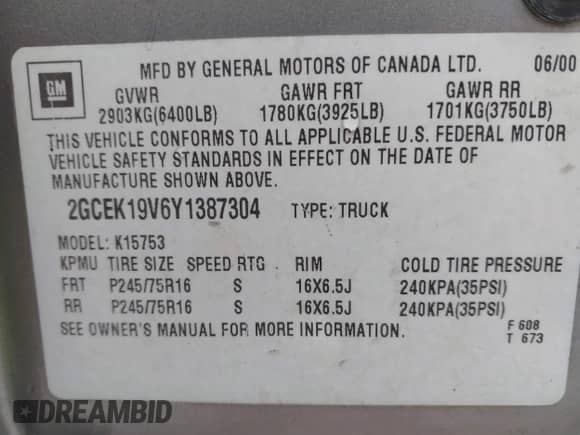 MFD BY GENERAL MOTORS OF CANADA LTD. 06/00
GM
GVWR GAWR FRT GAWR RR
2903KG(6400LB) 1780KG(3925LB) 1701KG(3750LB)
THIS VEHICLE CONFORMS TO ALL APPLICABLE U.S. FEDERAL MOTOR
VEHICLE SAFETY STANDARDS IN EFFECT ON THE DATE OF
MANUFACTURE SHOWN ABOVE.
2GCEK19V6Y1387304 TYPE: TRUCK
MODEL: K15753
KPMU TIRE SIZE SPEED RTG RIM COLD TIRE PRESSURE
FRT P245/75R16 S 16X6.5J 240KPA(35PSI)
RR P245/75R16 S 16X6.5J 240KPA(35PSI)
SEE OWNER'S MANUAL FOR MORE INFORMATION. F 608
T 673
DREAMBID